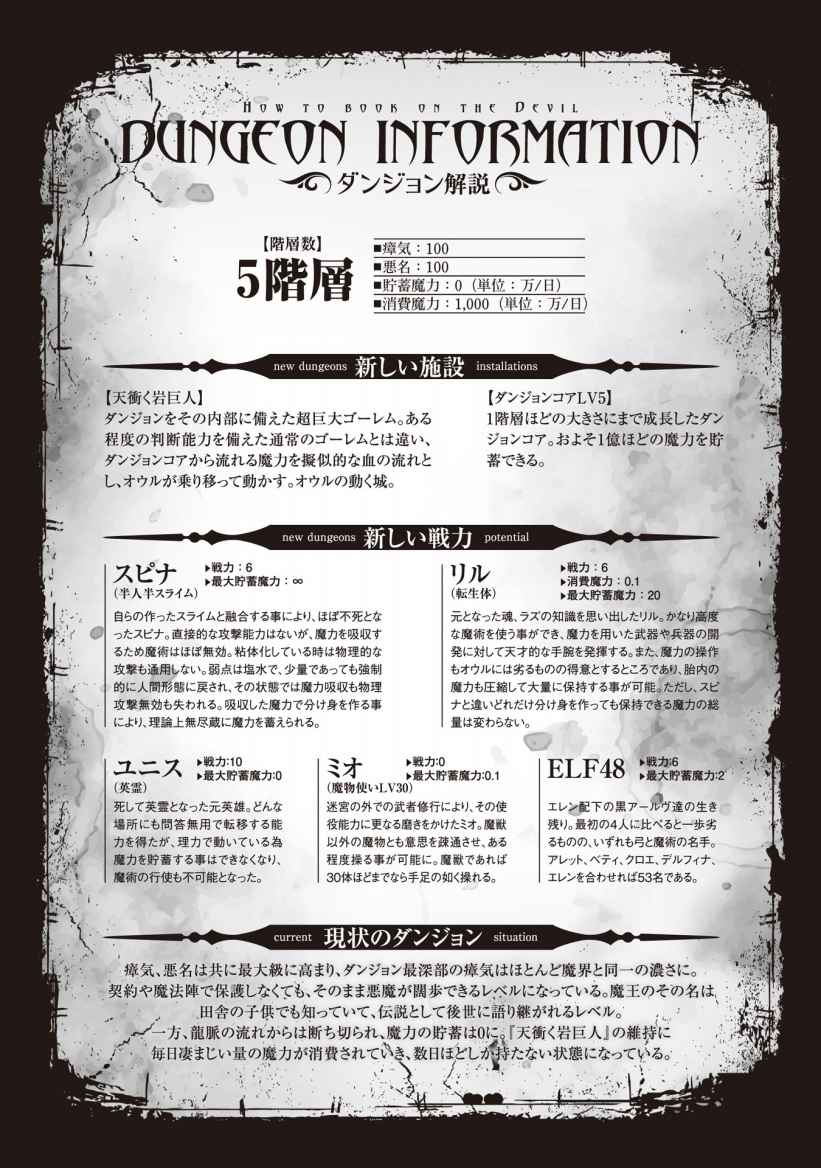 HOW TO BOOK ON THE DEVIL
DUNGEON INFORMATION
ダンジョン解説
【階層数】
5階層
■瘴気：100
■悪名：100
■貯蓄魔力：0（単位：万/日）
■消費魔力：1,000（単位：万/日）
new dungeons 新しい施設 installations
【天衝く岩巨人】
ダンジョンをその内部に備えた超巨大ゴーレム。ある
程度の判断能力を備えた通常のゴーレムとは違い、
ダンジョンコアから流れる魔力を擬似的な血の流れと
し、オウルが乗り移って動かす。オウルの動く城。
【ダンジョンコアLV5】
1階層ほどの大きさにまで成長したダン
ジョンコア。およそ1億ほどの魔力を貯
蓄できる。
new dungeons 新しい戦力 potential
スピナ
（半人半スライム）
▶戦力：6
▶最大貯蓄魔力：∞
自らの作ったスライムと融合する事により、ほぼ不死とな
ったスピナ。直接的な攻撃能力はないが、魔力を吸収す
るため魔術はほぼ無効。粘体化している時は物理的な
攻撃も通用しない。弱点は塩水で、少量であっても強制
的に人間形態に戻され、その状態では魔力吸収も物理
攻撃無効も失われる。吸収した魔力で分け身を作る事
により、理論上無尽蔵に魔力を蓄えられる。
リル
（転生体）
▶戦力：6
▶消費魔力：0.1
▶最大貯蓄魔力：20
元となった魂、ラズの知識を思い出したリル。かなり高度
な魔術を使う事ができ、魔力を用いた武器や兵器の開
発に対して天才的な手腕を発揮する。また、魔力の操作
もオウルには劣るものの得意とするところであり、胎内の
魔力も圧縮して大量に保持する事が可能。ただし、スピ
ナと違いどれだけ分け身を作っても保持できる魔力の総
量は変わらない。
ユニス
（英霊）
▶戦力:10
▶最大貯蓄魔力:0
死して英霊となった元英雄。どんな
場所にも問答無用で転移する能
力を得たが、理力で動いている為
魔力を貯蓄する事はできなくなり、
魔術の行使も不可能となった。
ミオ
（魔物使いLV30）
▶戦力:0
▶最大貯蓄魔力:0.1
迷宮の外での武者修行により、その使
役能力に更なる磨きをかけたミオ。魔獣
以外の魔物とも意思を疎通させ、ある
程度操る事が可能に。魔獣であれば
30体ほどまでなら手足の如く操れる。
ELF48
▶戦力:6
▶最大貯蓄魔力:2
エレン配下の黒アールヴ達の生き
残り。最初の4人に比べると一歩劣
るものの、いずれも弓と魔術の名手。
アレット、ベティ、クロエ、デルフィナ、
エレンを合わせれば53名である。
current 現状のダンジョン situation
瘴気、悪名は共に最大級に高まり、ダンジョン最深部の瘴気はほとんど魔界と同一の濃さに。
契約や魔法陣で保護しなくても、そのまま悪魔が闊歩できるレベルになっている。魔王のその名は
田舎の子供でも知っていて、伝説として後世に語り継がれるレベル。
一方、龍脈の流れからは断ち切られ、魔力の貯蓄は0に。『天衝く岩巨人』の維持に
毎日凄まじい量の魔力が消費されていき、数日ほどしか持たない状態になっている。